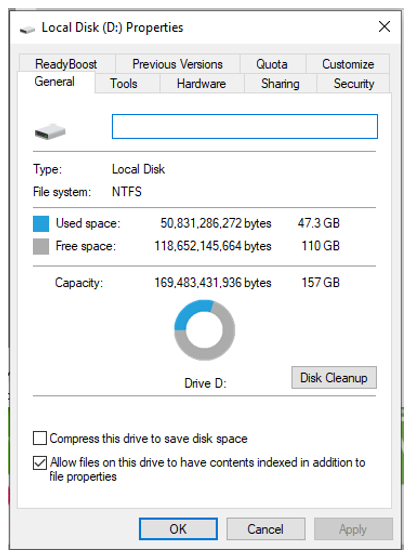 Local Disk (D:) Properties
ReadyBoost Previous Versions Quota Customize
General Tools Hardware Sharing Security
Type: Local Disk
File system: NTFS
Used space: 50,831,286,272 bytes 47.3 GB
Free space: 118,652,145,664 bytes 110 GB
Capacity: 169,483,431,936 bytes 157 GB
Drive D:
Disk Cleanup
Compress this drive to save disk space
Allow files on this drive to have contents indexed in addition to
file properties
OK Cancel Apply